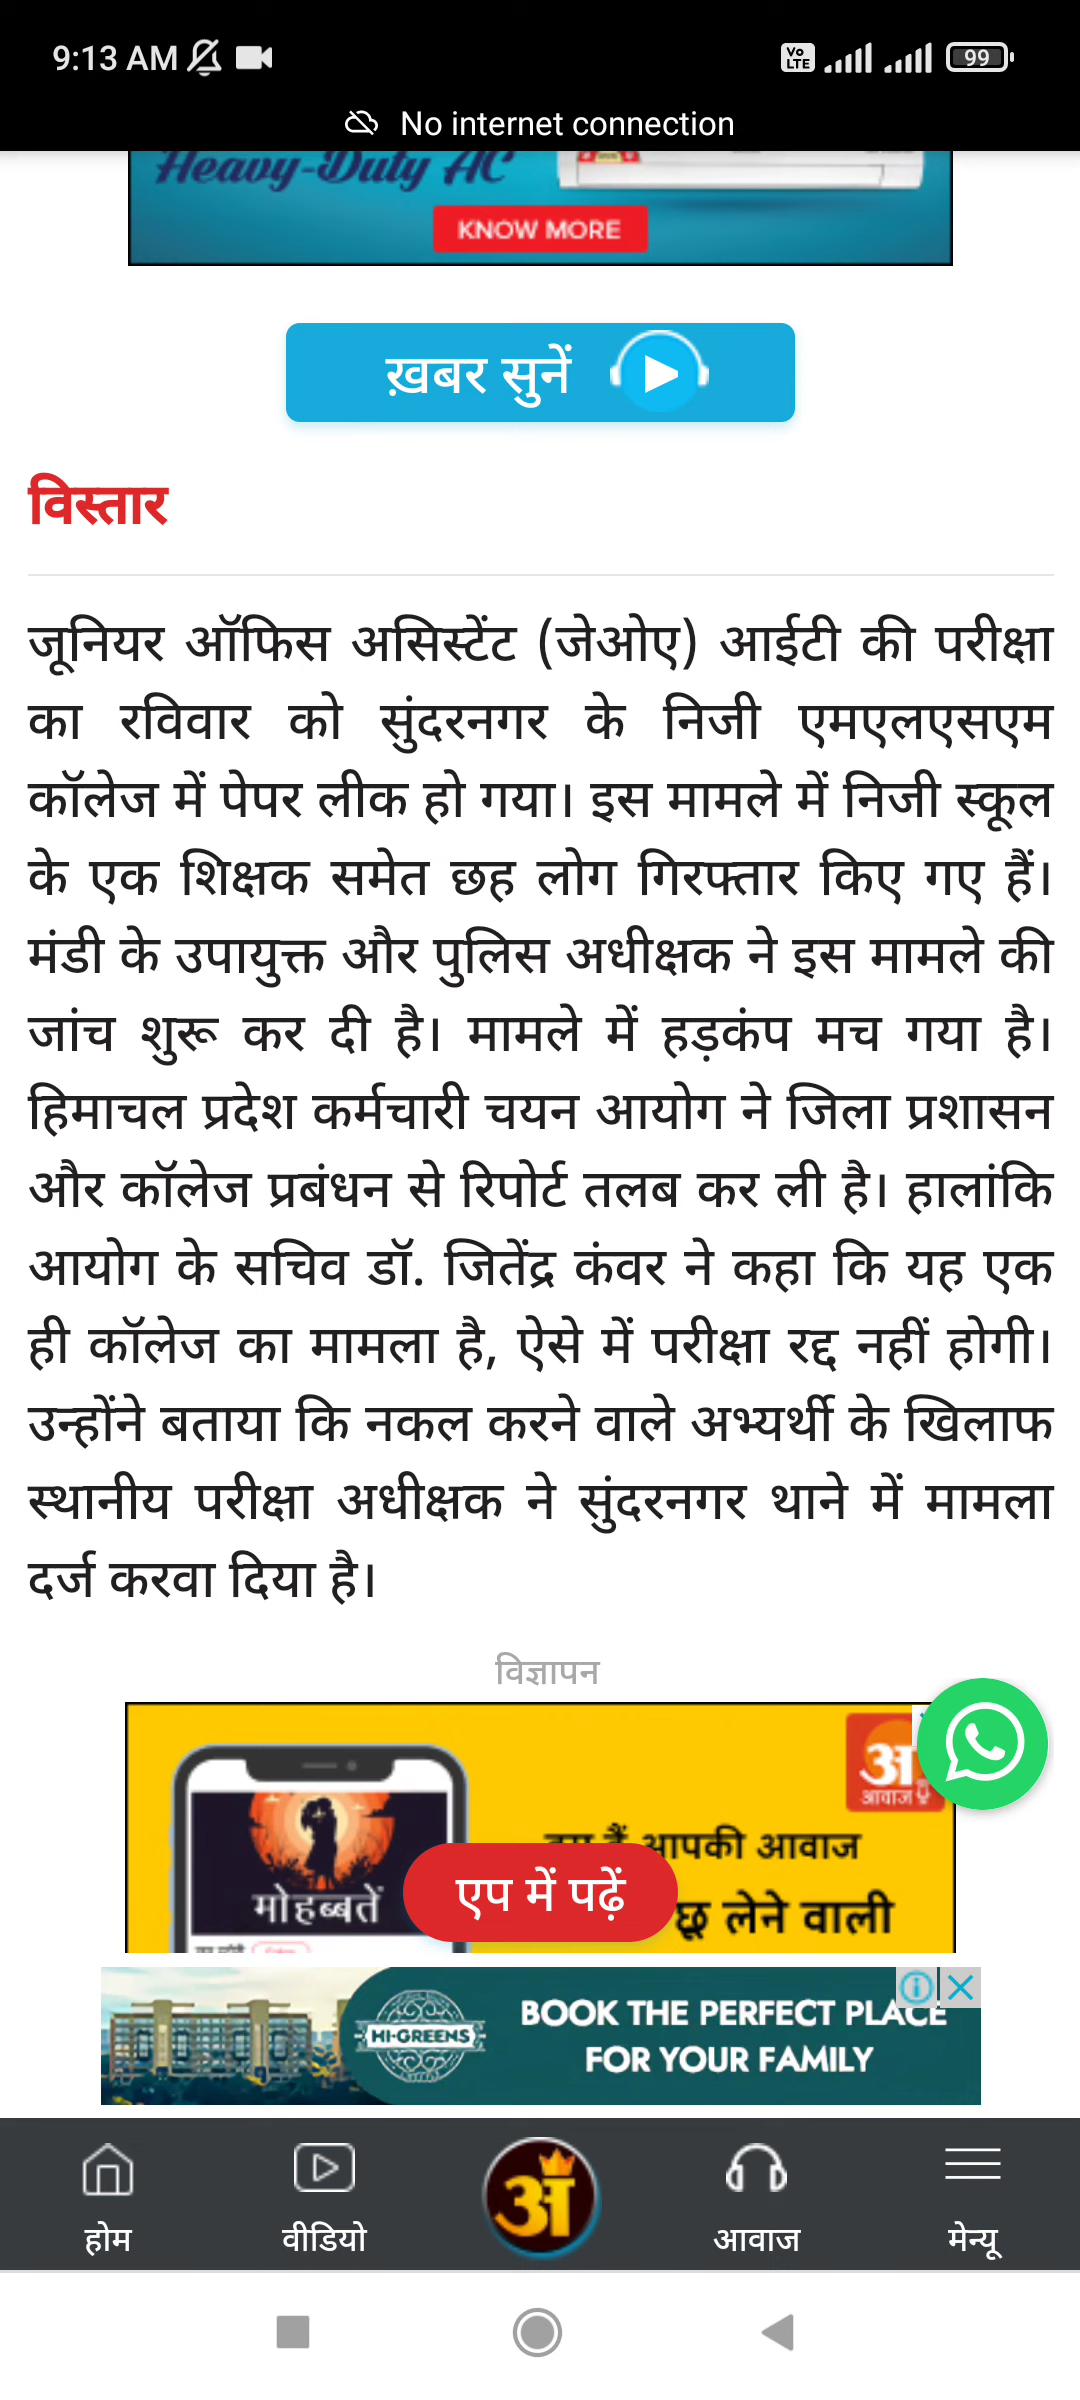 9:13 AM
Vo LTE
99
No internet connection
Heavy-Duty AC
KNOW MORE
ख़बर सुनें
विस्तार
जूनियर ऑफिस असिस्टेंट (जेओए) आईटी की परीक्षा
का रविवार को सुंदरनगर के निजी एमएलएसएम
कॉलेज में पेपर लीक हो गया। इस मामले में निजी स्कूल
के एक शिक्षक समेत छह लोग गिरफ्तार किए गए हैं।
मंडी के उपायुक्त और पुलिस अधीक्षक ने इस मामले की
जांच शुरू कर दी है। मामले में हड़कंप मच गया है।
हिमाचल प्रदेश कर्मचारी चयन आयोग ने जिला प्रशासन
और कॉलेज प्रबंधन से रिपोर्ट तलब कर ली है। हालांकि
आयोग के सचिव डॉ. जितेंद्र कंवर ने कहा कि यह एक
ही कॉलेज का मामला है, ऐसे में परीक्षा रद्द नहीं होगी।
उन्होंने बताया कि नकल करने वाले अभ्यर्थी के खिलाफ
स्थानीय परीक्षा अधीक्षक ने सुंदरनगर थाने में मामला
दर्ज करवा दिया है।
विज्ञापन
अ
आवाज
हैं आपकी आवाज
मोहब्बतें
एप में पढ़ें
छू लेने वाली
HI-GREENS
BOOK THE PERFECT PLACE
FOR YOUR FAMILY
अ
होम
वीडियो
आवाज
मेन्यू